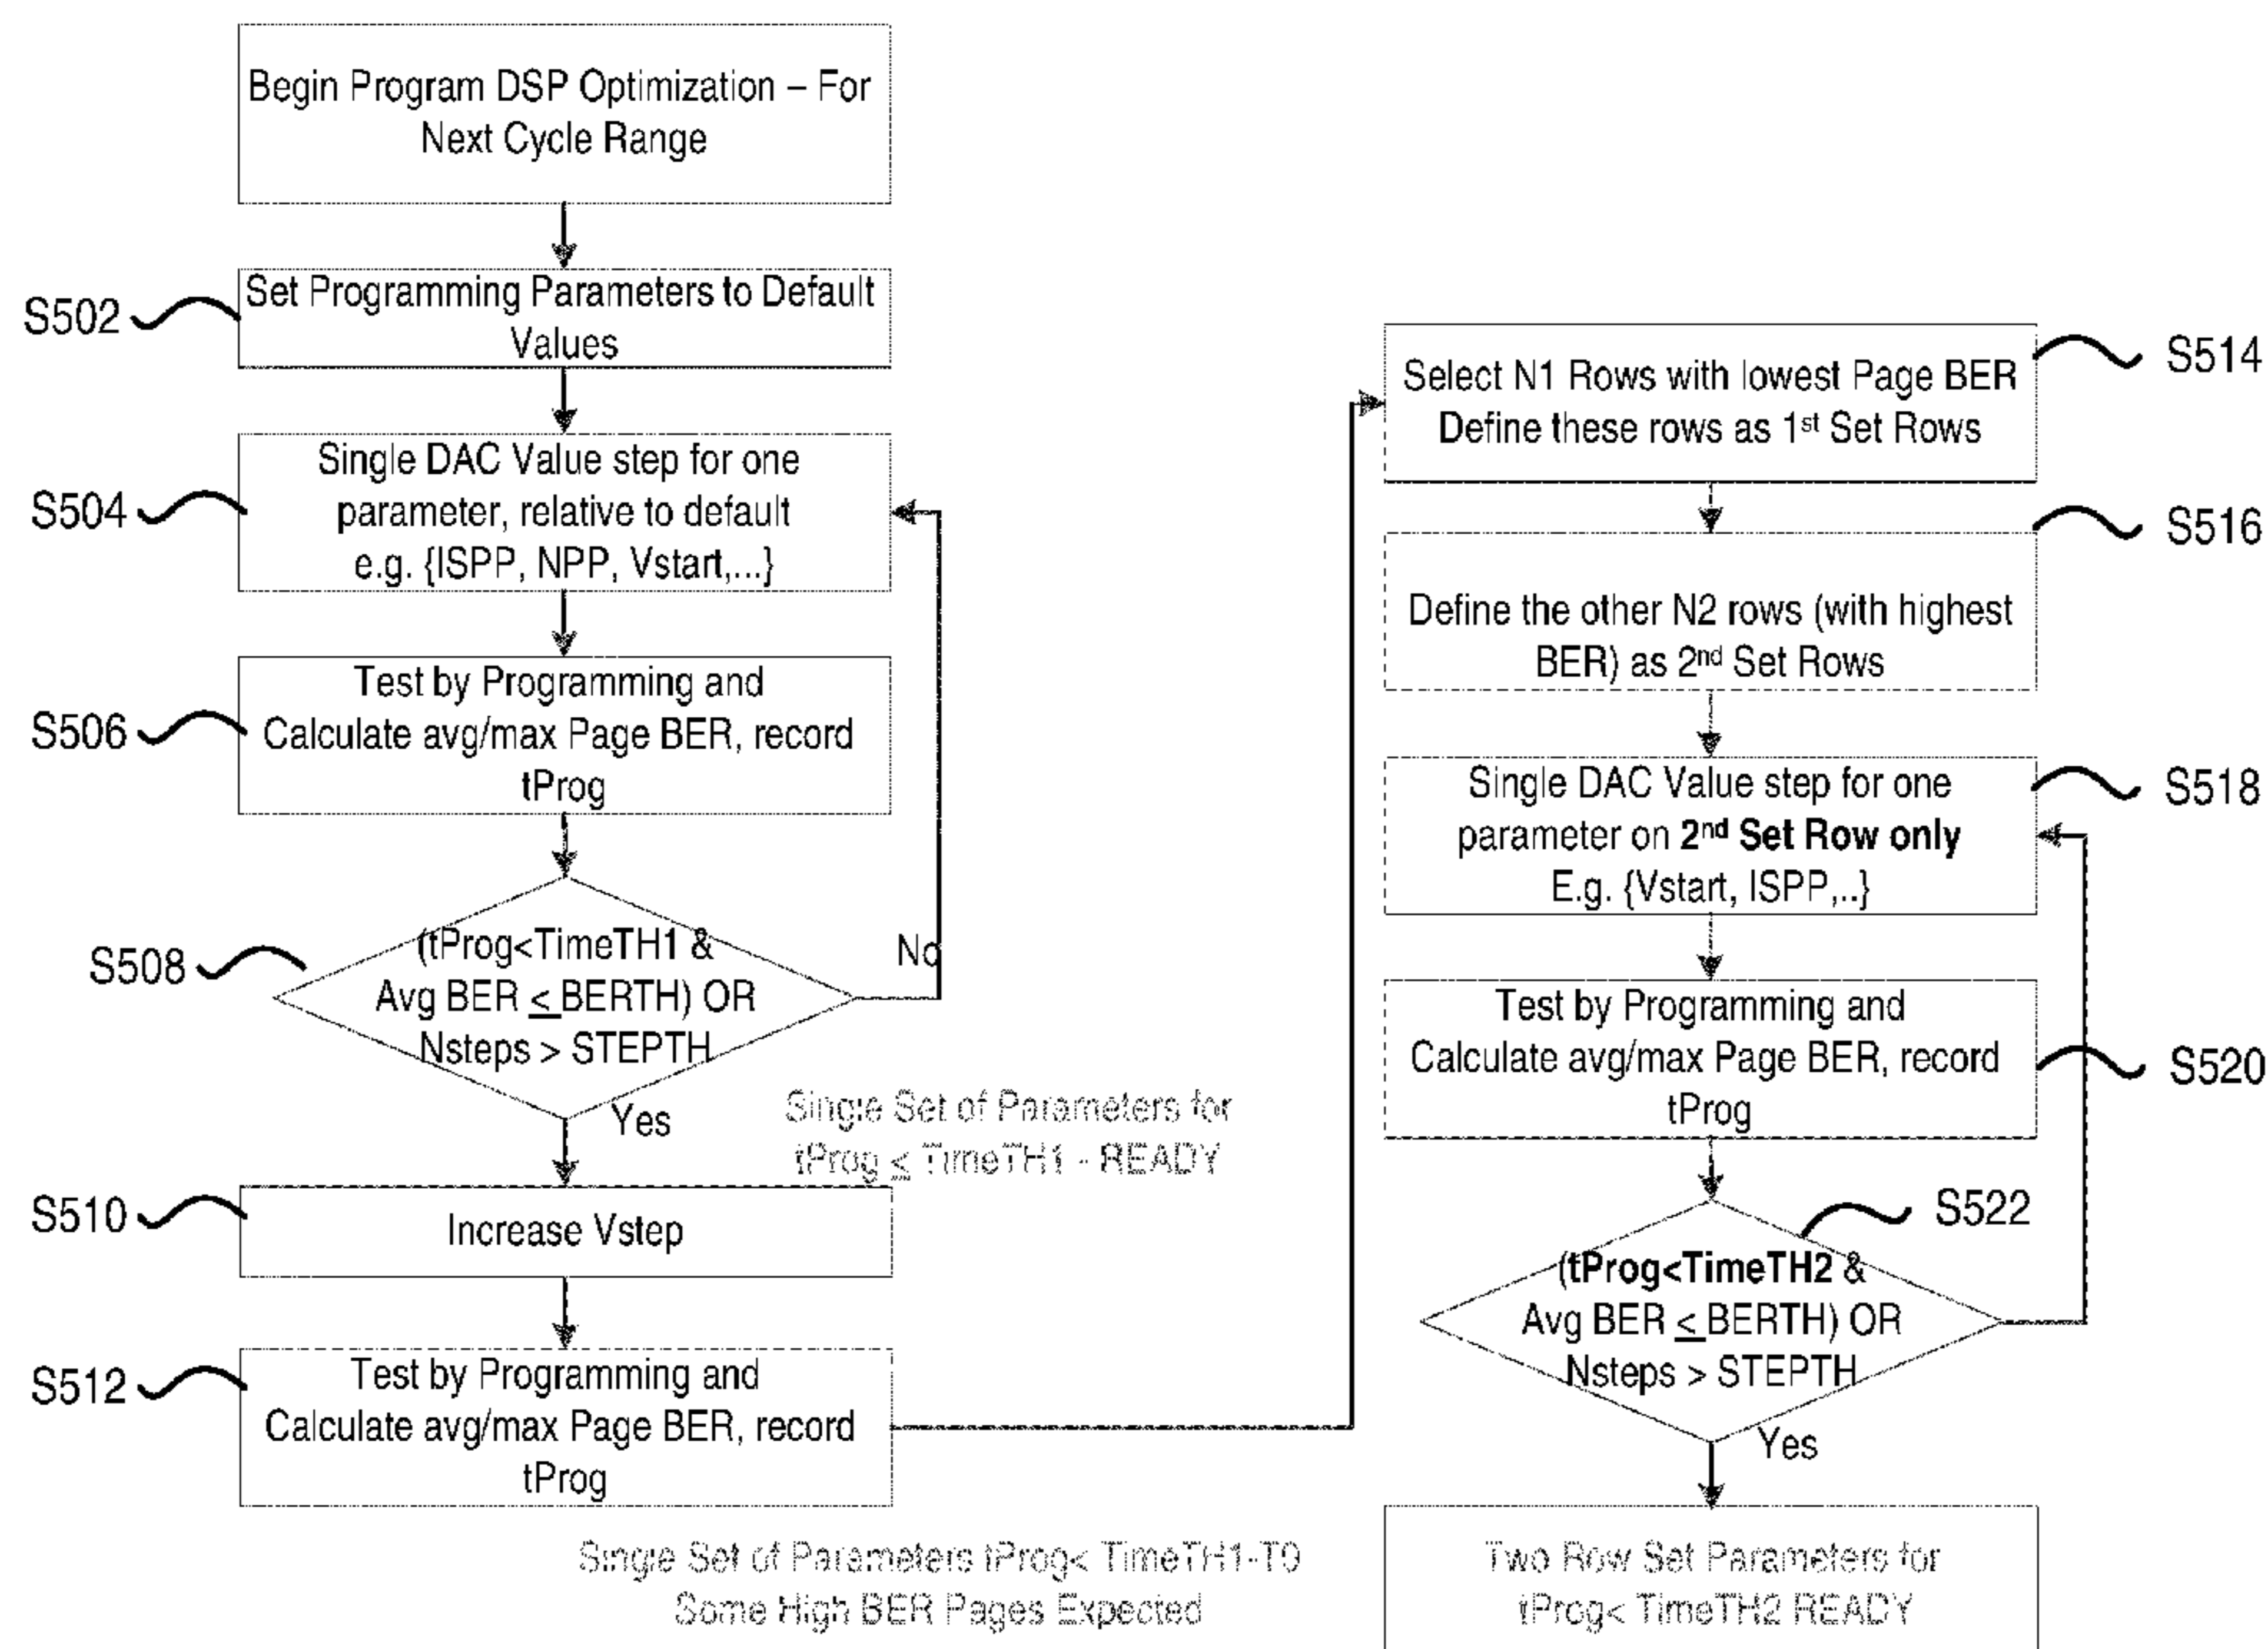 Begin Program DSP Optimization – For
Next Cycle Range
S502
Set Programming Parameters to Default
Values
S504
Single DAC Value step for one
parameter, relative to default
e.g. {ISPP, NPP, Vstart,...}
S506
Test by Programming and
Calculate avg/max Page BER, record
tProg
S508
(tProg<TimeTH1 &
Avg BER ≤ BERTH) OR
Nsteps > STEPTH
No
Yes
Single Set of Parameters for
tProg ≤ TimeTH1 - READY
S510
Increase Vstep
S512
Test by Programming and
Calculate avg/max Page BER, record
tProg
Single Set of Parameters tProg< TimeTH1-T0
Some High BER Pages Expected
S514
Select N1 Rows with lowest Page BER
Define these rows as 1st Set Rows
S516
Define the other N2 rows (with highest
BER) as 2nd Set Rows
S518
Single DAC Value step for one
parameter on 2nd Set Row only
E.g. {Vstart, ISPP,..}
S520
Test by Programming and
Calculate avg/max Page BER, record
tProg
S522
(tProg<TimeTH2 &
Avg BER ≤ BERTH) OR
Nsteps > STEPTH
Yes
Two Row Set Parameters for
tProg< TimeTH2 READY